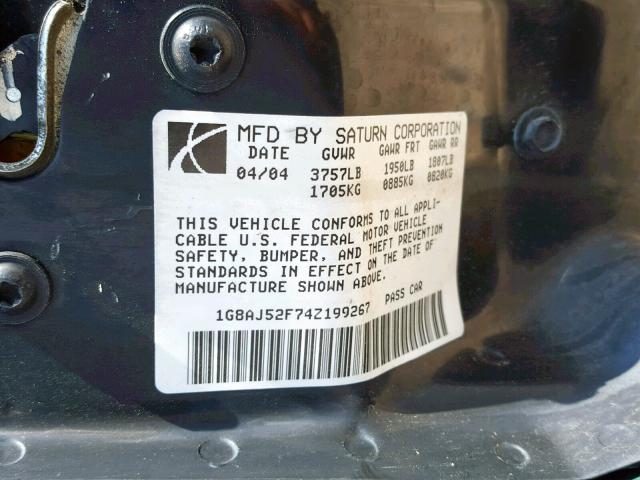 MFD BY SATURN CORPORATION
DATE GVWR GAWR FRT GAWR RR
04/04 3757LB 1950LB 1807LB
1705KG 0885KG 0820KG
THIS VEHICLE CONFORMS TO ALL APPLI-
CABLE U.S. FEDERAL MOTOR VEHICLE
SAFETY, BUMPER, AND THEFT PREVENTION
STANDARDS IN EFFECT ON THE DATE OF
MANUFACTURE SHOWN ABOVE.
1G8AJ52F74Z199267 PASS CAR